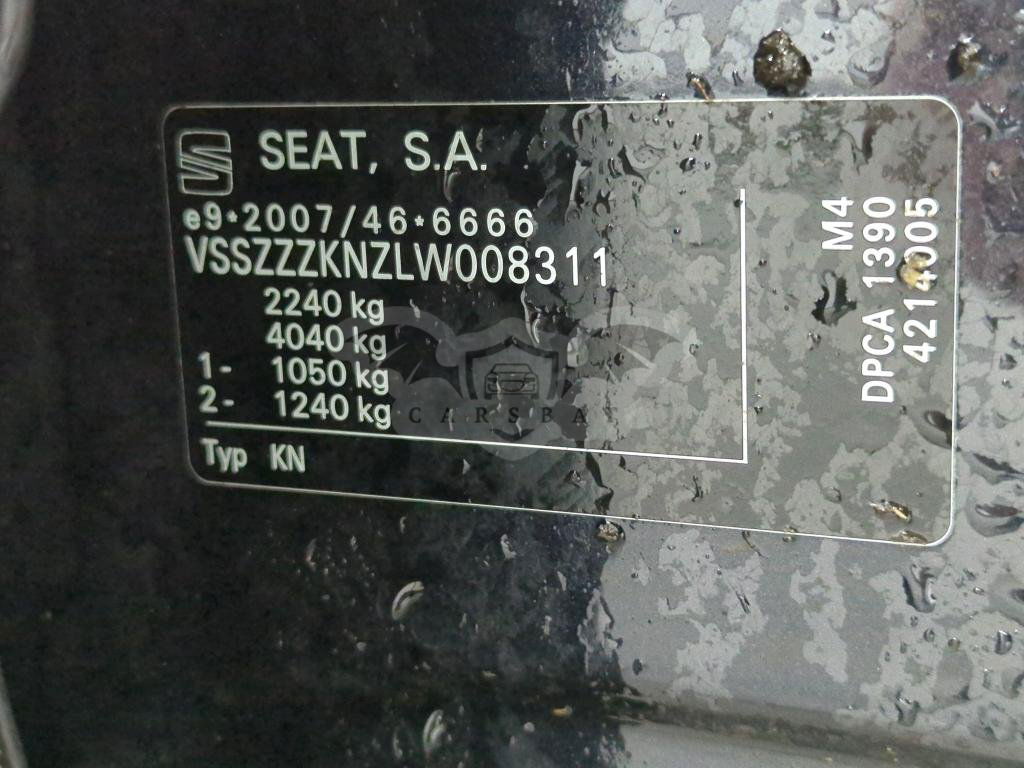 SEAT, S.A.
e9*2007/46*6666
VSSZZZKNZLW008311
2240 kg
4040 kg
1- 1050 kg
2- 1240 kg
Typ KN
M4
DPCA 1390
4214005
CARSBAT